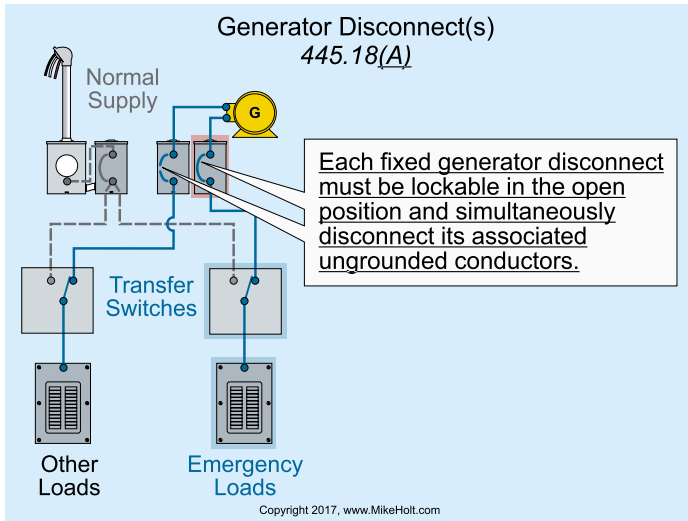 Generator Disconnect(s)
445.18(A)
Normal
Supply
G
Each fixed generator disconnect
must be lockable in the open
position and simultaneously
disconnect its associated
ungrounded conductors.
Transfer
Switches
Other
Loads
Emergency
Loads
Copyright 2017, www.MikeHolt.com